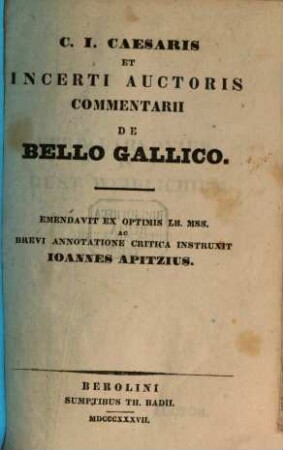 C. I. CAESARIS
ET
INCERTI AUCTORIS
COMMENTARII
DE
BELLO GALLICO.
EMENDAVIT EX OPTIMIS LB. MSS.
AC
BREVI ANNOTATIONE CRITICA INSTRUXIT
IOANNES APITZIUS.
BEROLINI
SUMPTIBUS TH. BADII.
MDCCCXXXVII.